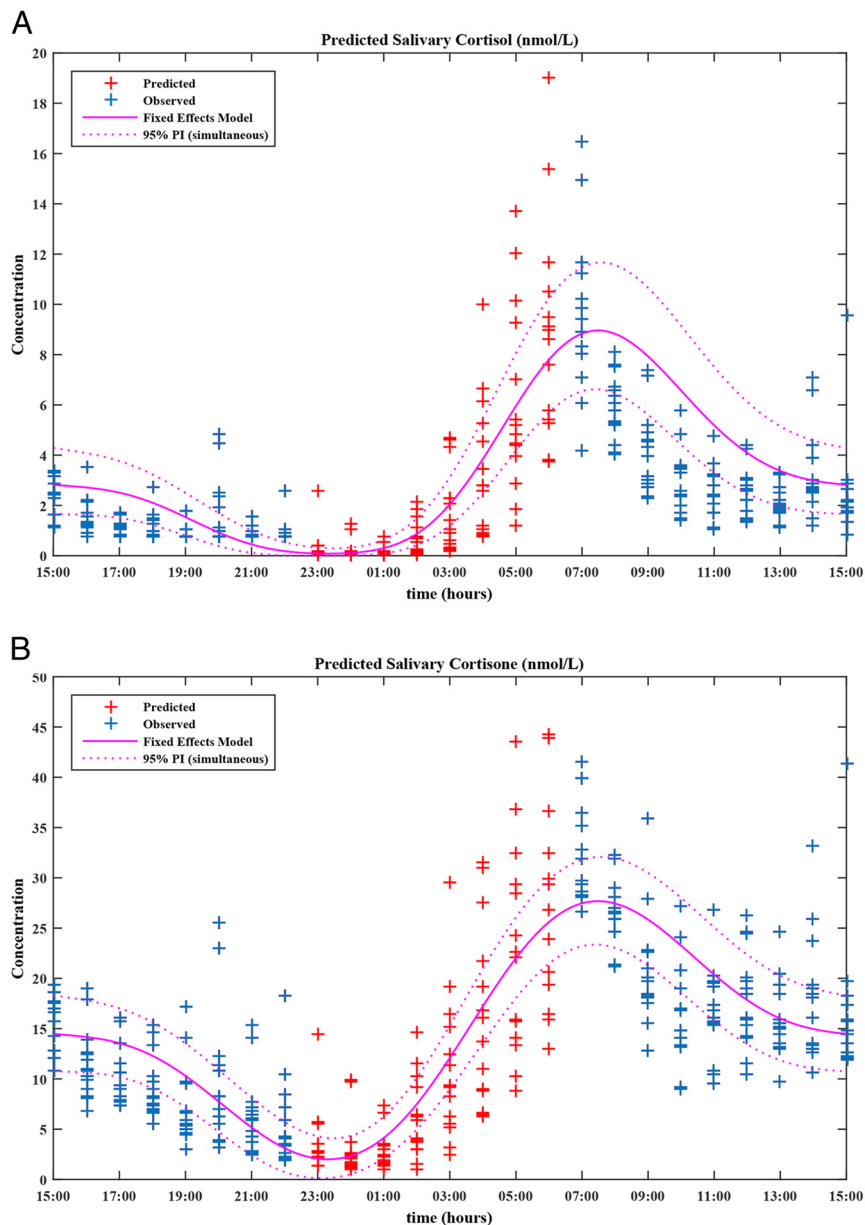 A
Predicted Salivary Cortisol (nmol/L)
20
18
16
14
12
10
8
6
4
2
0
Concentration
Predicted
Observed
Fixed Effects Model
95% PI (simultaneous)
15:00 17:00 19:00 21:00 23:00 01:00 03:00 05:00 07:00 09:00 11:00 13:00 15:00
time (hours)
B
Predicted Salivary Cortisone (nmol/L)
50
45
40
35
30
25
20
15
10
5
0
Concentration
Predicted
Observed
Fixed Effects Model
95% PI (simultaneous)
15:00 17:00 19:00 21:00 23:00 01:00 03:00 05:00 07:00 09:00 11:00 13:00 15:00
time (hours)